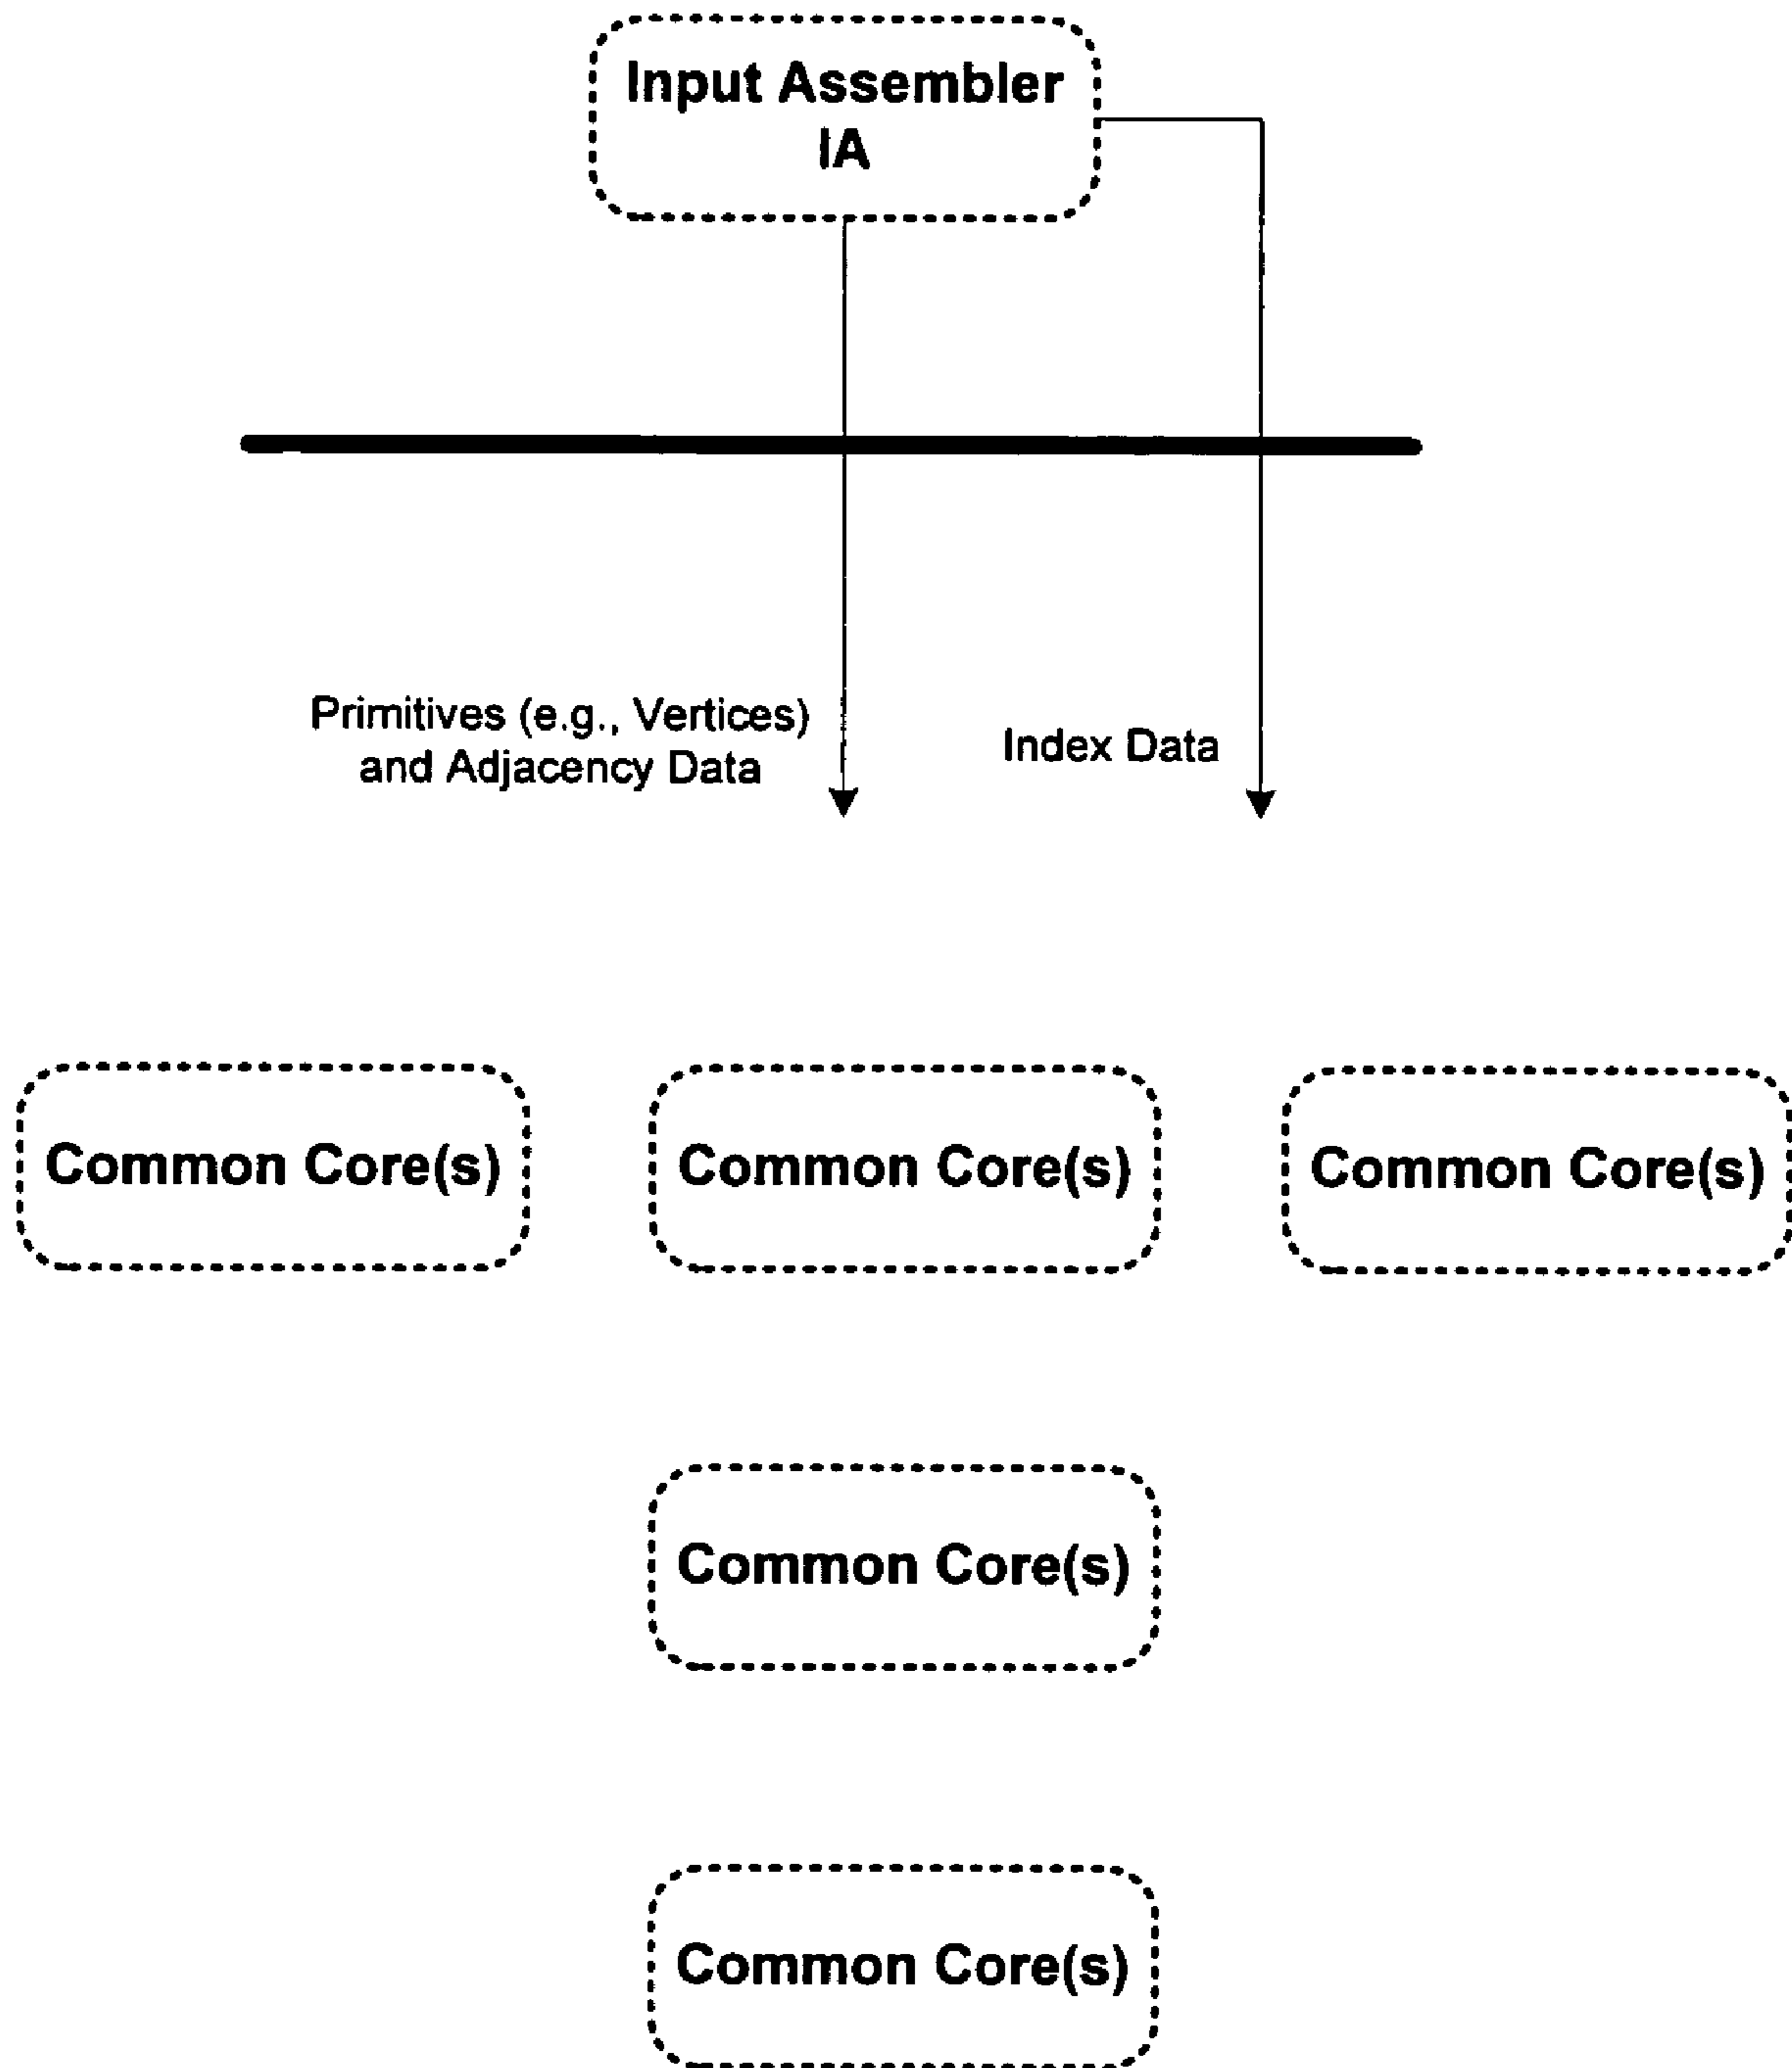 Input Assembler
IA
Primitives (e.g., Vertices)
and Adjacency Data
Index Data
Common Core(s)
Common Core(s)
Common Core(s)
Common Core(s)
Common Core(s)